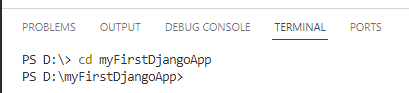 PROBLEMS OUTPUT DEBUG CONSOLE TERMINAL PORTS
PS D:\> cd myFirstDjangoApp
PS D:\myFirstDjangoApp>